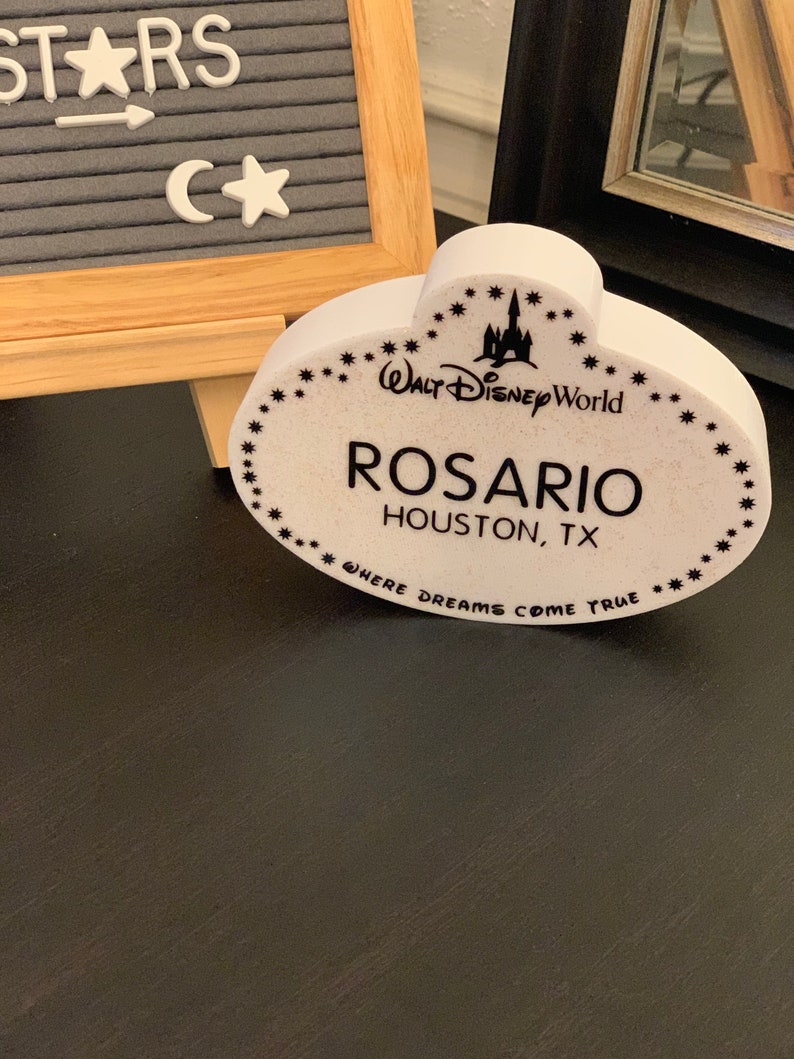 STARS
WALT DISNEY World
ROSARIO
HOUSTON, TX
WHERE DREAMS COME TRUE